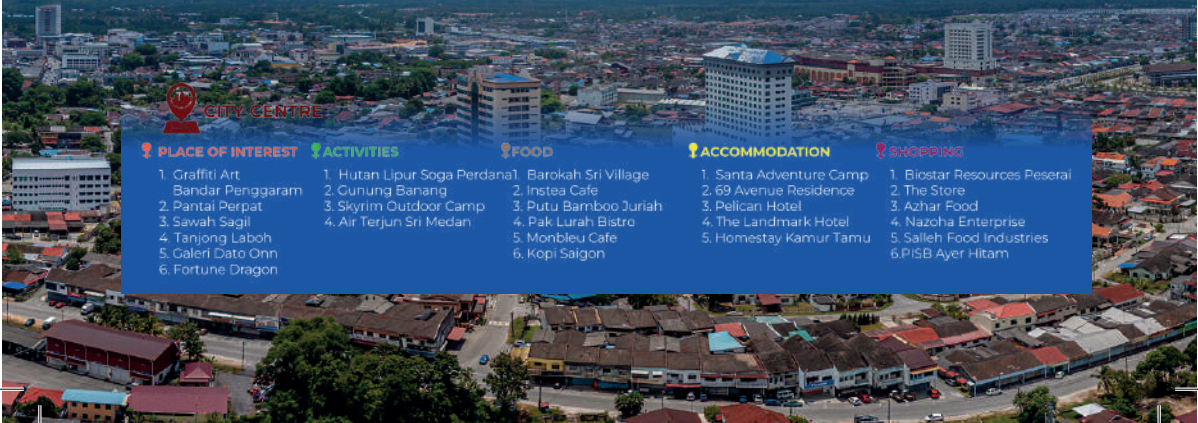 CITY CENTRE
PLACE OF INTEREST
1. Graffiti Art
Bandar Penggaram
2. Pantai Perpat
3. Sawah Sagil
4. Tanjong Laboh
5. Galeri Dato Onn
6. Fortune Dragon
ACTIVITIES
1. Hutan Lipur Soga Perdana
2. Gunung Banang
3. Skyrim Outdoor Camp
4. Air Terjun Sri Medan
FOOD
1. Barokah Sri Village
2. Instea Cafe
3. Putu Bamboo Juriah
4. Pak Lurah Bistro
5. Monbleu Cafe
6. Kopi Saigon
ACCOMMODATION
1. Santa Adventure Camp
2. 69 Avenue Residence
3. Pelican Hotel
4. The Landmark Hotel
5. Homestay Kamur Tamu
SHOPPING
1. Biostar Resources Peserai
2. The Store
3. Azhar Food
4. Nazoha Enterprise
5. Salleh Food Industries
6.PISB Ayer Hitam